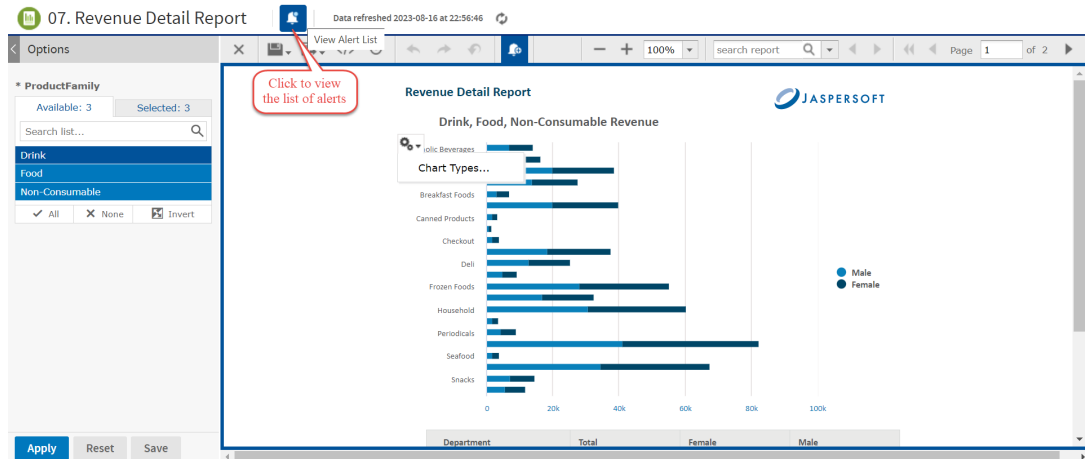 07. Revenue Detail Report
Data refreshed 2023-08-16 at 22:56:46
View Alert List
Options
100%
search report
Page 1 of 2
Click to view
the list of alerts
* ProductFamily
Available: 3
Selected: 3
Search list...
Drink
Food
Non-Consumable
All
None
Invert
Revenue Detail Report
JASPERSOFT
Drink, Food, Non-Consumable Revenue
olic Beverages
Chart Types...
Breakfast Foods
Canned Products
Checkout
Deli
Frozen Foods
Household
Periodicals
Seafood
Snacks
0 20k 40k 60k 80k 100k
Male
Female
Department Total Female Male
Apply
Reset
Save